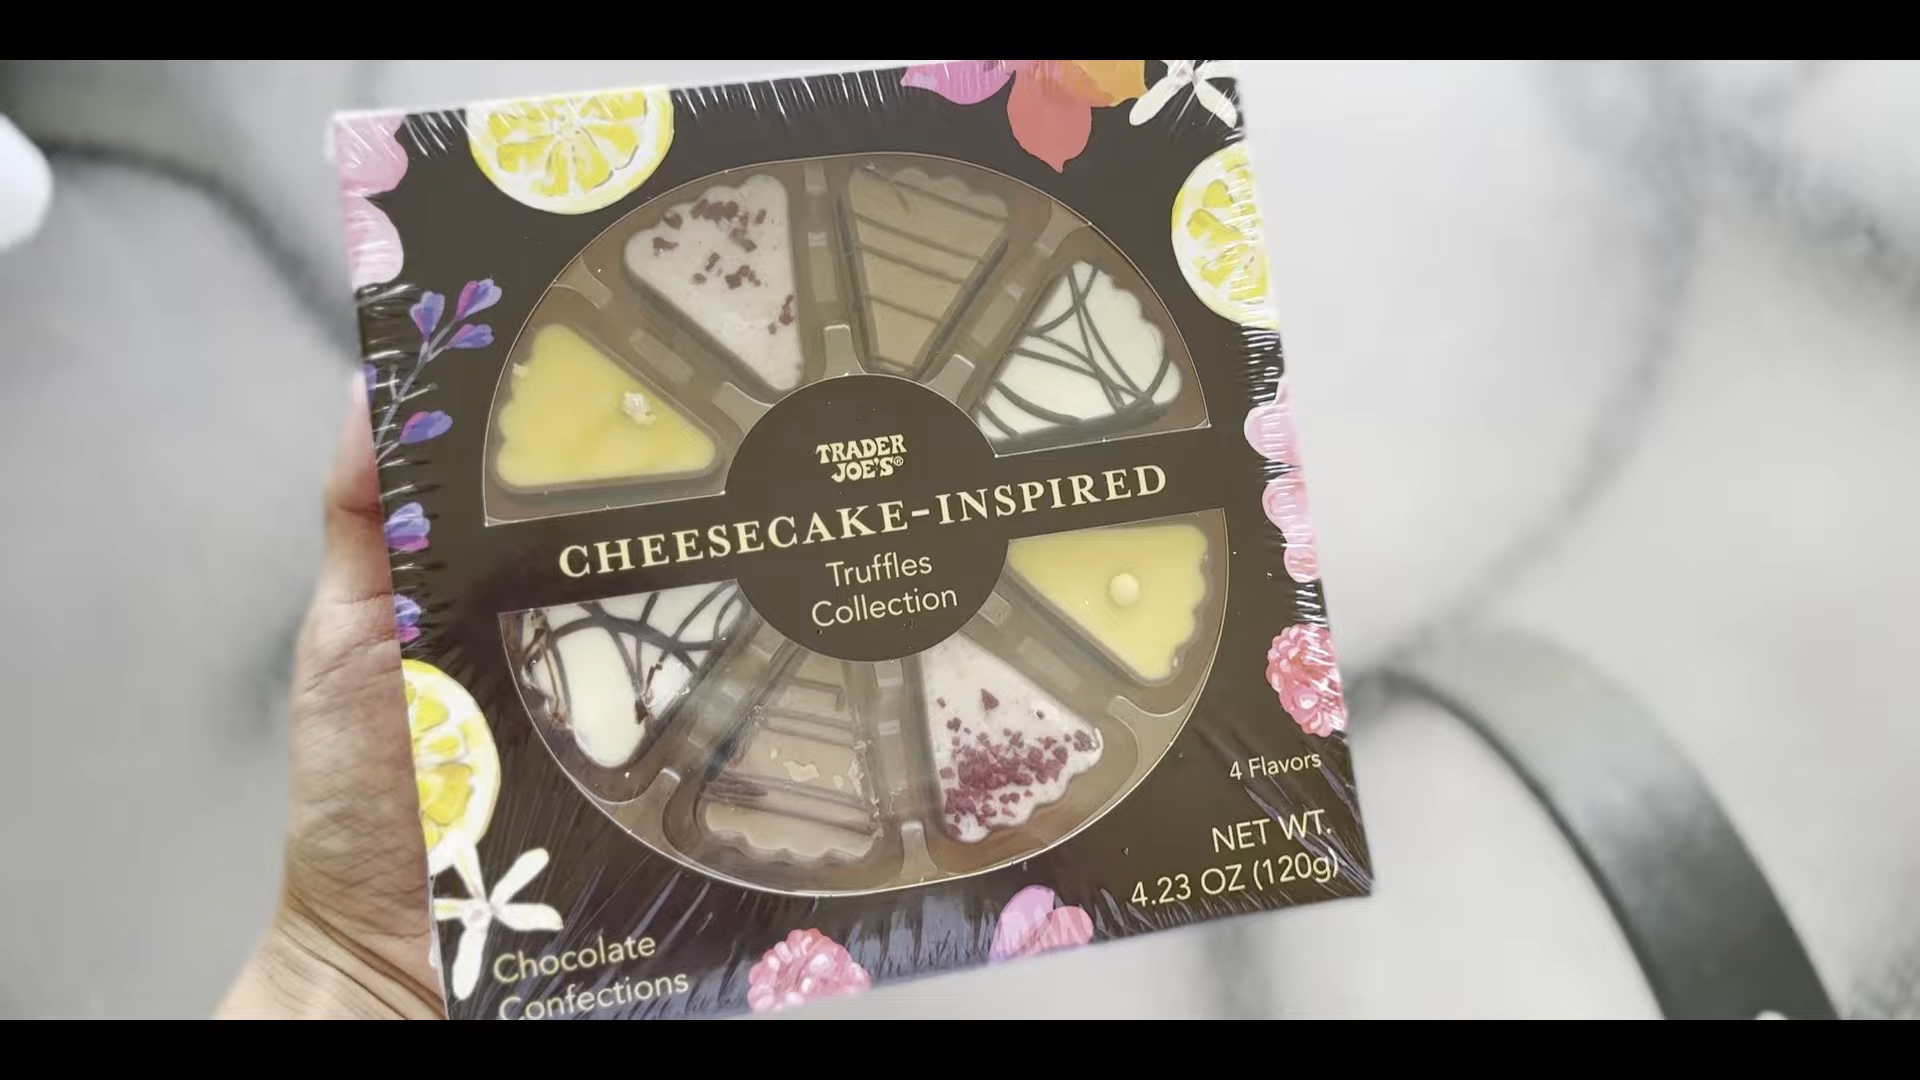 TRADER
JOE'S®
CHEESECAKE-INSPIRED
Truffles
Collection
4 Flavors
NET WT.
4.23 OZ (120g)
Chocolate
Confections